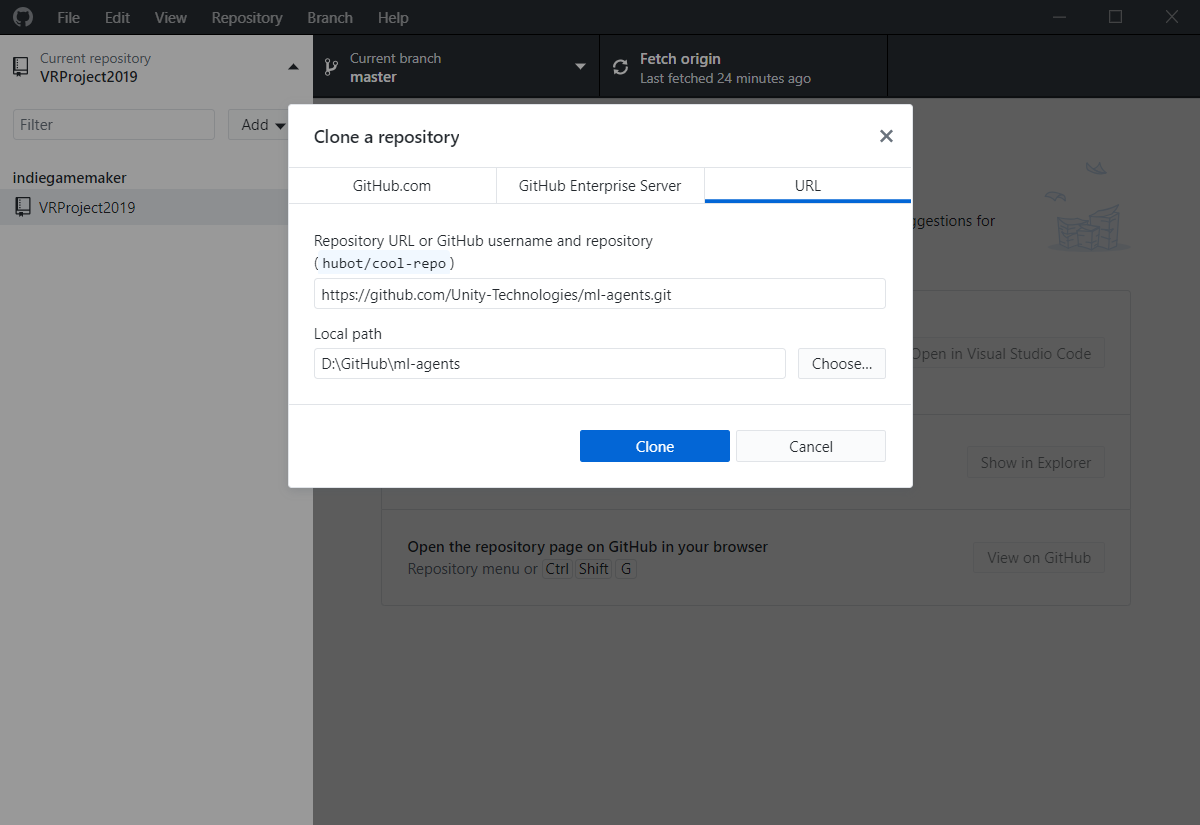 File Edit View Repository Branch Help
Current repository
VRProject2019
Current branch
master
Fetch origin
Last fetched 24 minutes ago
Filter
Add
indiegamemaker
VRProject2019
Clone a repository
GitHub.com
GitHub Enterprise Server
URL
Repository URL or GitHub username and repository
(hubot/cool-repo)
https://github.com/Unity-Technologies/ml-agents.git
Local path
D:\GitHub\ml-agents
Choose...
Clone
Cancel
ggestions for
Open in Visual Studio Code
Show in Explorer
Open the repository page on GitHub in your browser
Repository menu or Ctrl Shift G
View on GitHub